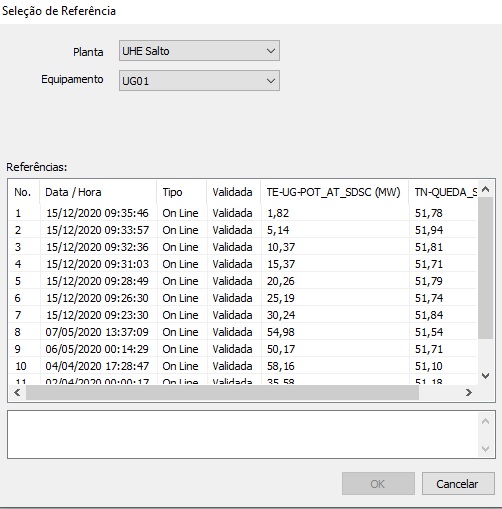 Seleção de Referência
Planta UHE Salto
Equipamento UG01
Referências:
No. Data / Hora Tipo Validada TE-UG-POT_AT_SDSC (MW) TN-QUEDA_S
1 15/12/2020 09:35:46 On Line Validada 1,82 51,78
2 15/12/2020 09:33:57 On Line Validada 5,14 51,94
3 15/12/2020 09:32:36 On Line Validada 10,37 51,81
4 15/12/2020 09:31:03 On Line Validada 15,37 51,71
5 15/12/2020 09:28:49 On Line Validada 20,26 51,79
6 15/12/2020 09:26:30 On Line Validada 25,19 51,74
7 15/12/2020 09:23:30 On Line Validada 30,24 51,84
8 07/05/2020 13:37:09 On Line Validada 54,98 51,54
9 06/05/2020 00:14:29 On Line Validada 50,17 51,71
10 04/04/2020 17:28:47 On Line Validada 58,16 51,10
11 02/04/2020 00:00:17 On Line Validada 35,58 51,18
OK Cancelar